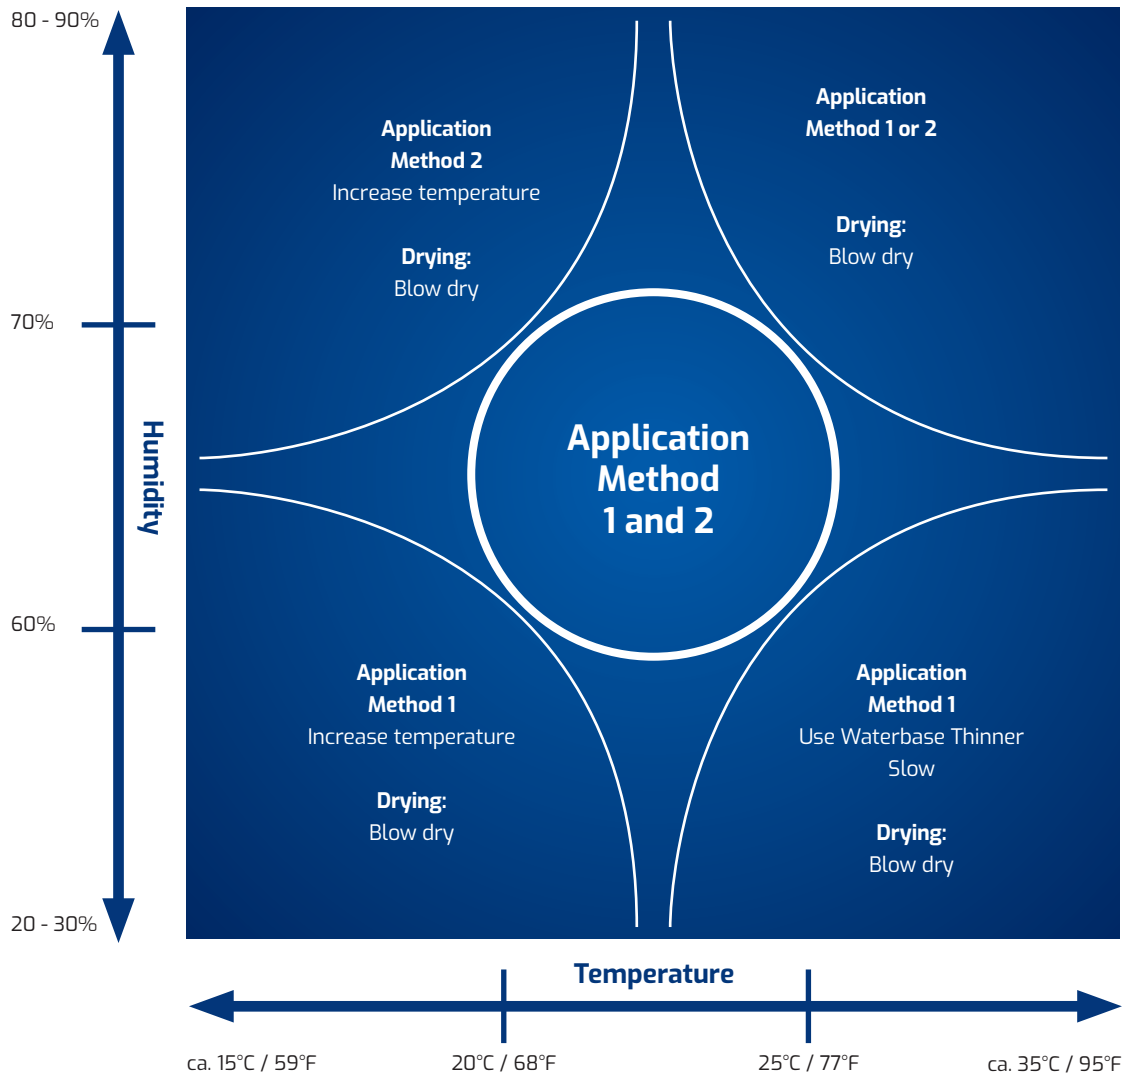 80 - 90%
70%
Humidity
60%
20 - 30%
Application
Method 2
Increase temperature
Drying:
Blow dry
Application
Method 1 or 2
Drying:
Blow dry
Application
Method
1 and 2
Application
Method 1
Increase temperature
Drying:
Blow dry
Application
Method 1
Use Waterbase Thinner
Slow
Drying:
Blow dry
Temperature
ca. 15°C / 59°F
20°C / 68°F
25°C / 77°F
ca. 35°C / 95°F